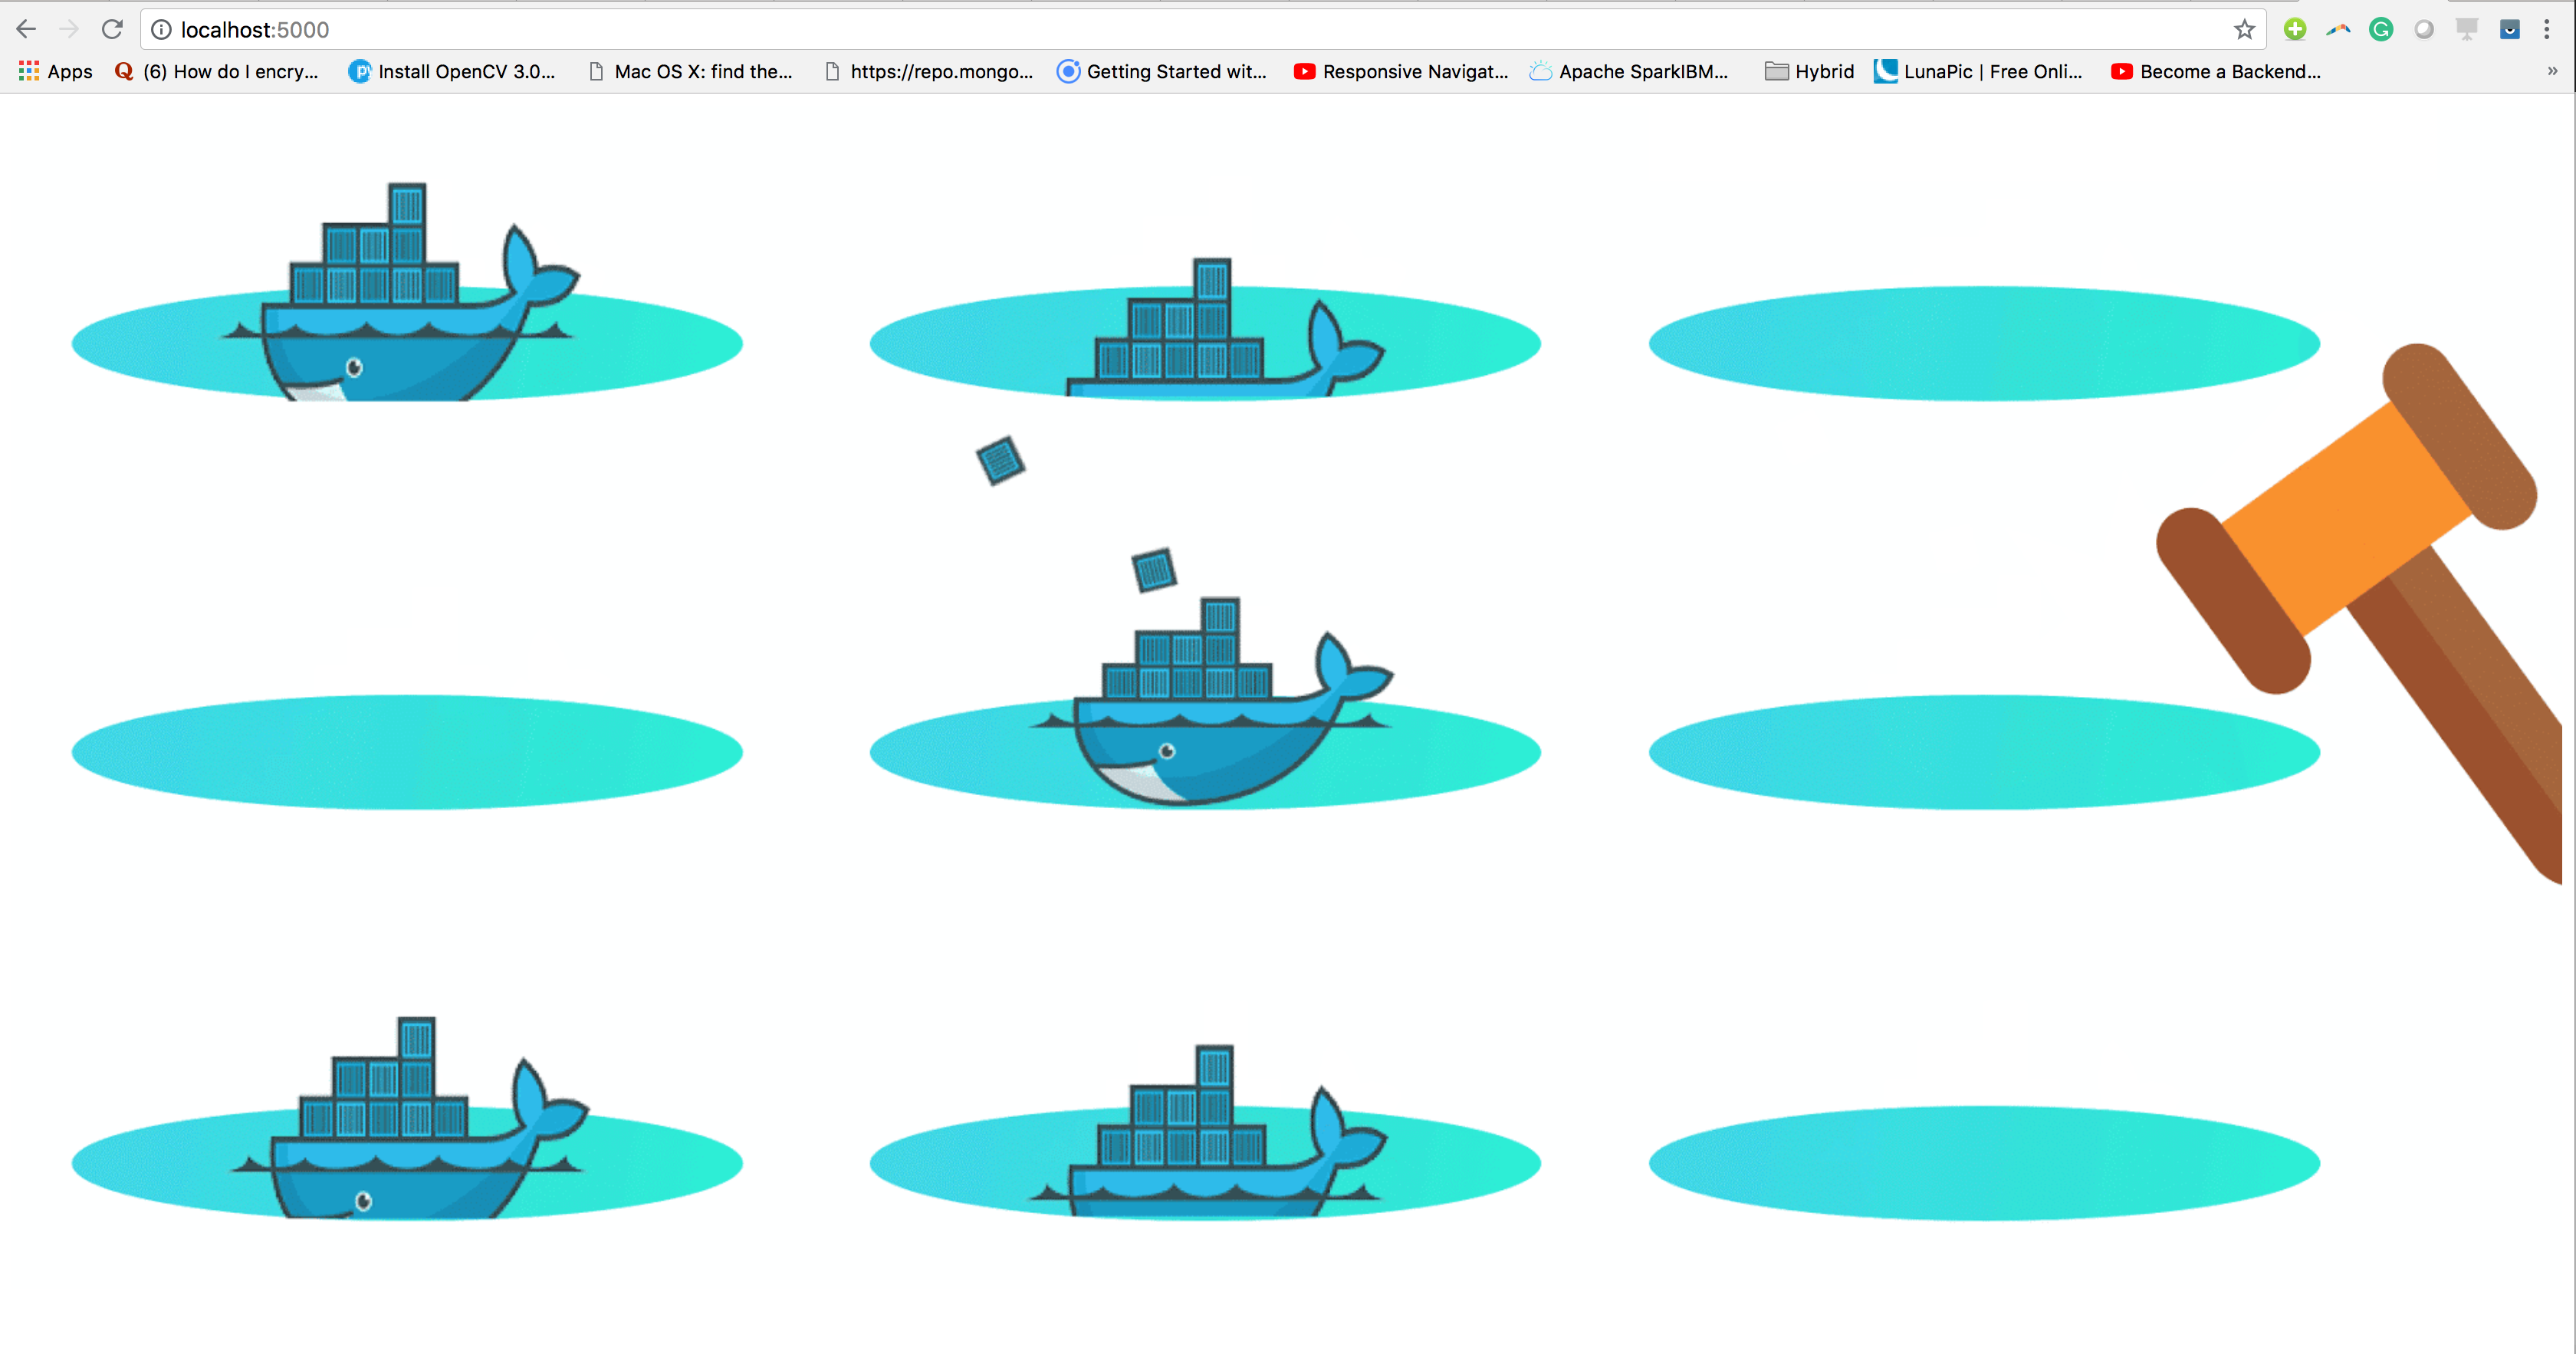 localhost:5000
Apps (6) How do I encry... Install OpenCV 3.0... Mac OS X: find the... https://repo.mongo... Getting Started wit... Responsive Navigat... Apache SparkIBM... Hybrid LunaPic | Free Onli... Become a Backend... »